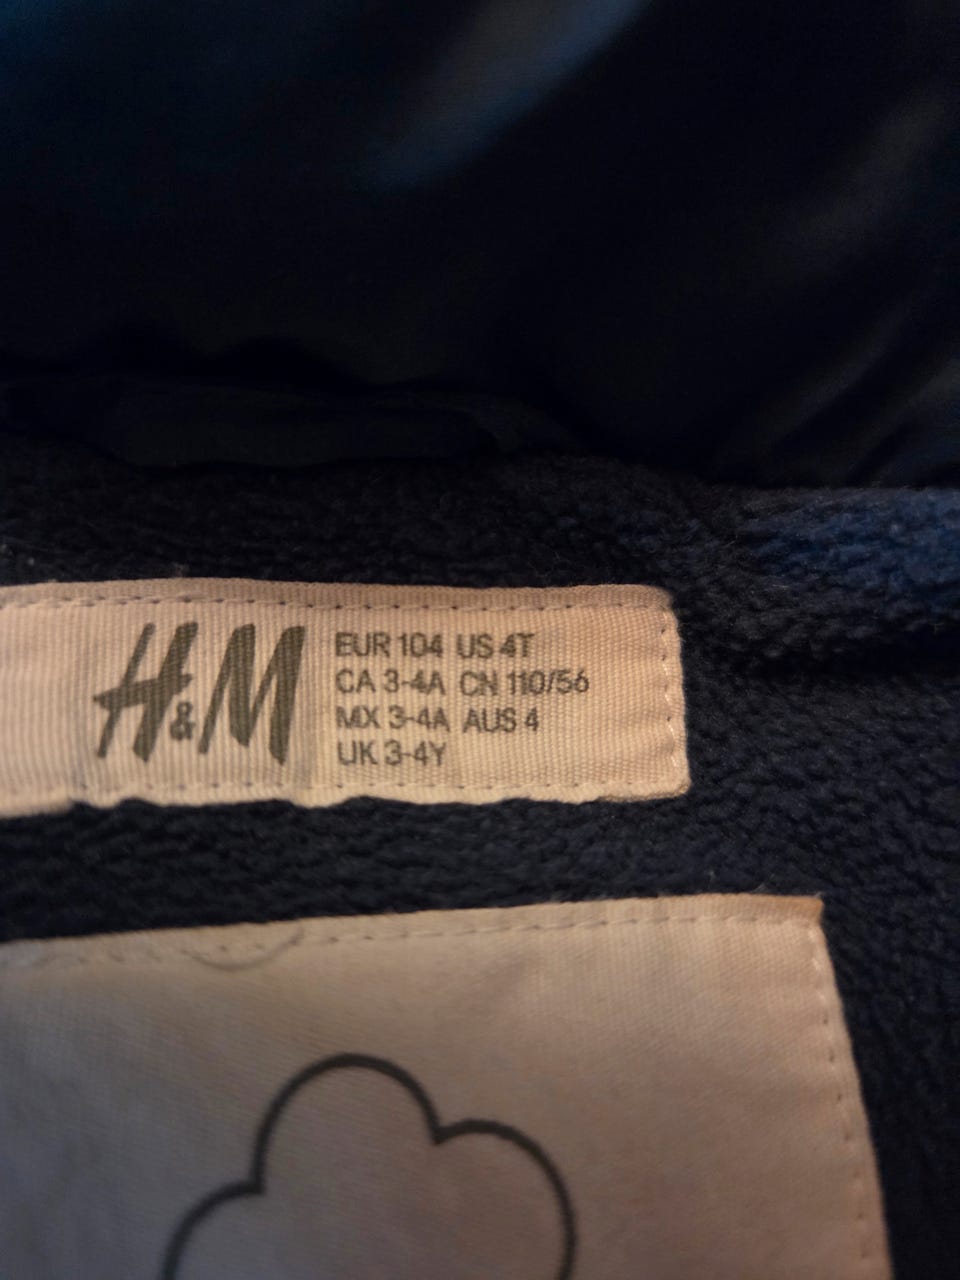 H&M
EUR 104 US 4T
CA 3-4A CN 110/56
MX 3-4A AUS 4
UK 3-4Y